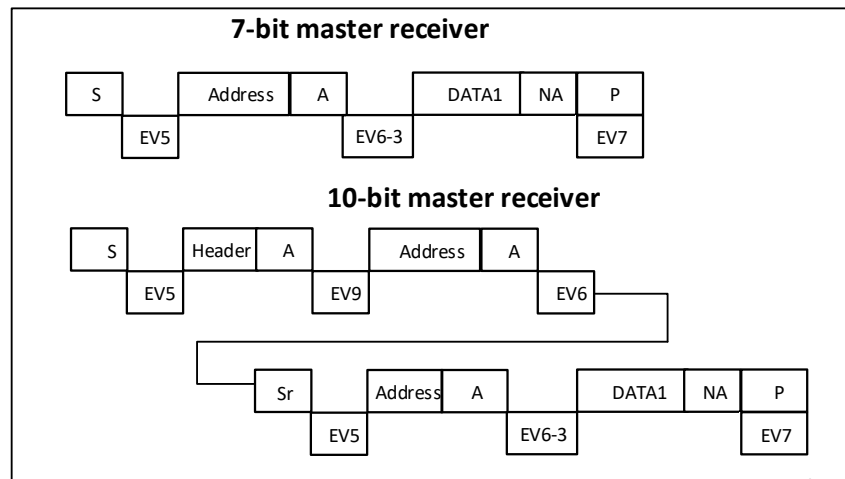 7-bit master receiver
S Address A DATA1 NA P
EV5 EV6-3 EV7
10-bit master receiver
S Header A Address A
EV5 EV9 EV6
Sr Address A DATA1 NA P
EV5 EV6-3 EV7